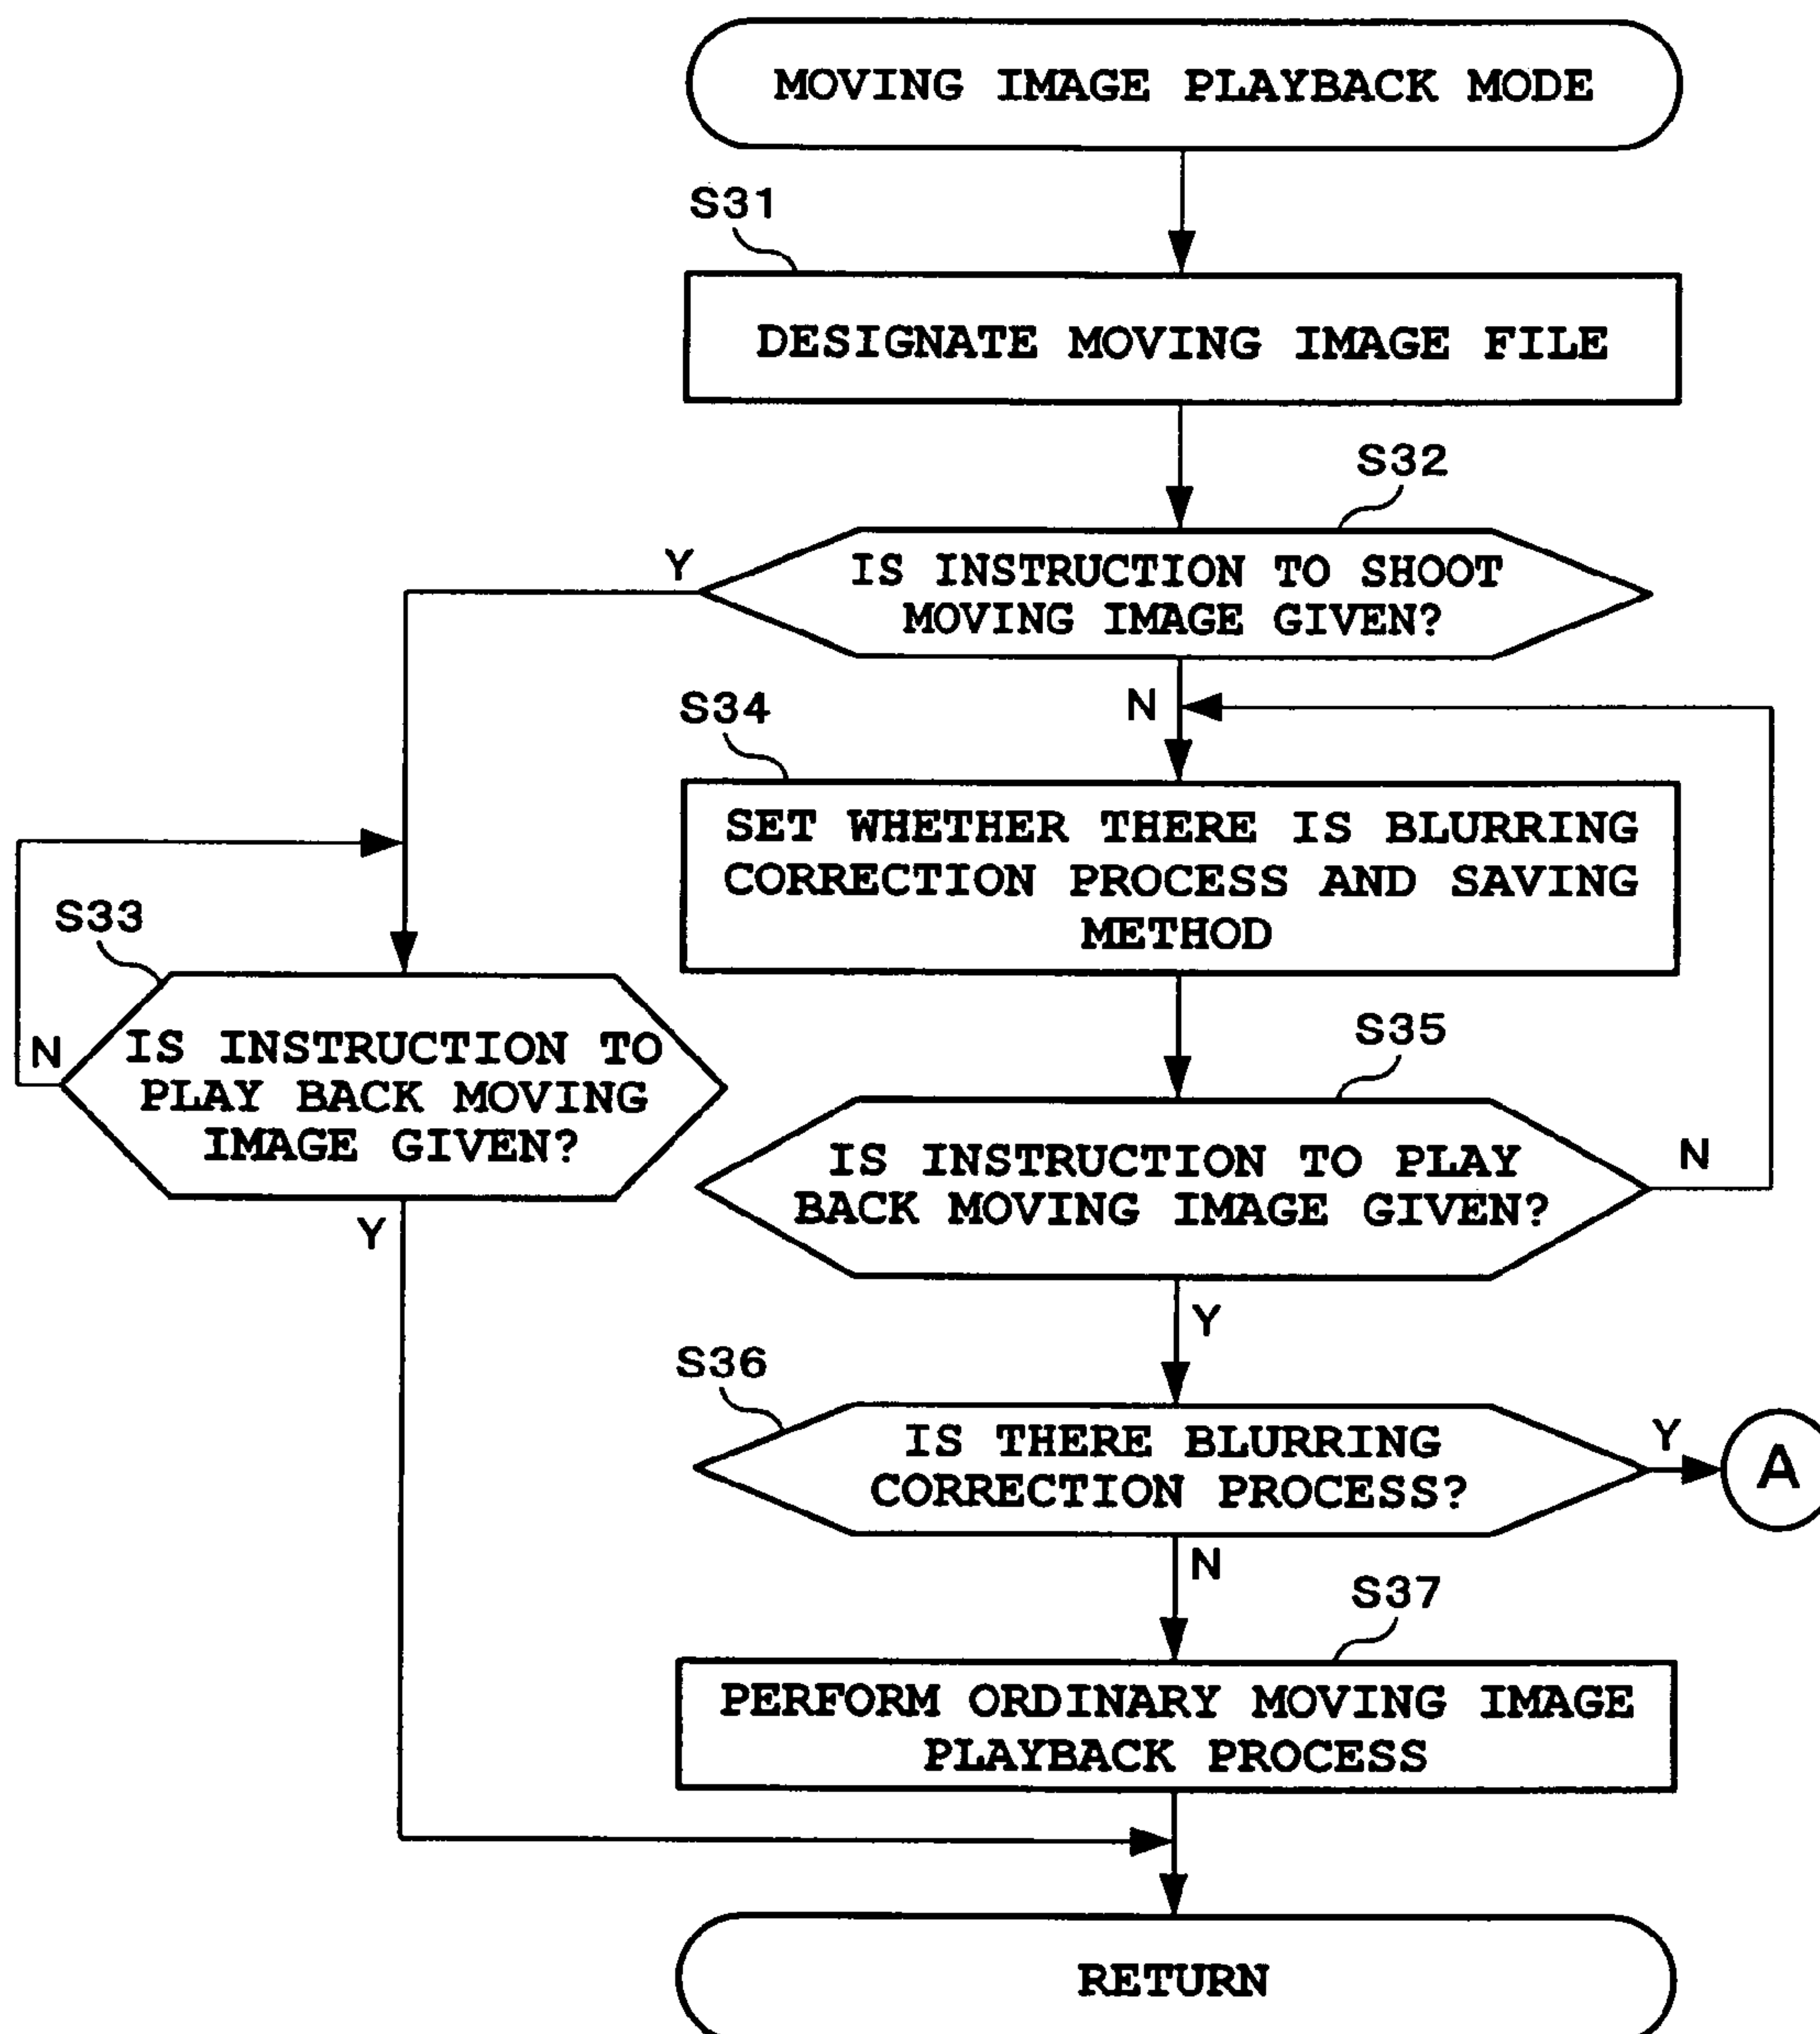 MOVING IMAGE PLAYBACK MODE
S31
DESIGNATE MOVING IMAGE FILE
S32
IS INSTRUCTION TO SHOOT
MOVING IMAGE GIVEN?
Y
N
S34
SET WHETHER THERE IS BLURRING
CORRECTION PROCESS AND SAVING
METHOD
S33
IS INSTRUCTION TO
PLAY BACK MOVING
IMAGE GIVEN?
N
Y
S35
IS INSTRUCTION TO PLAY
BACK MOVING IMAGE GIVEN?
N
Y
S36
IS THERE BLURRING
CORRECTION PROCESS?
Y
A
N
S37
PERFORM ORDINARY MOVING IMAGE
PLAYBACK PROCESS
RETURN